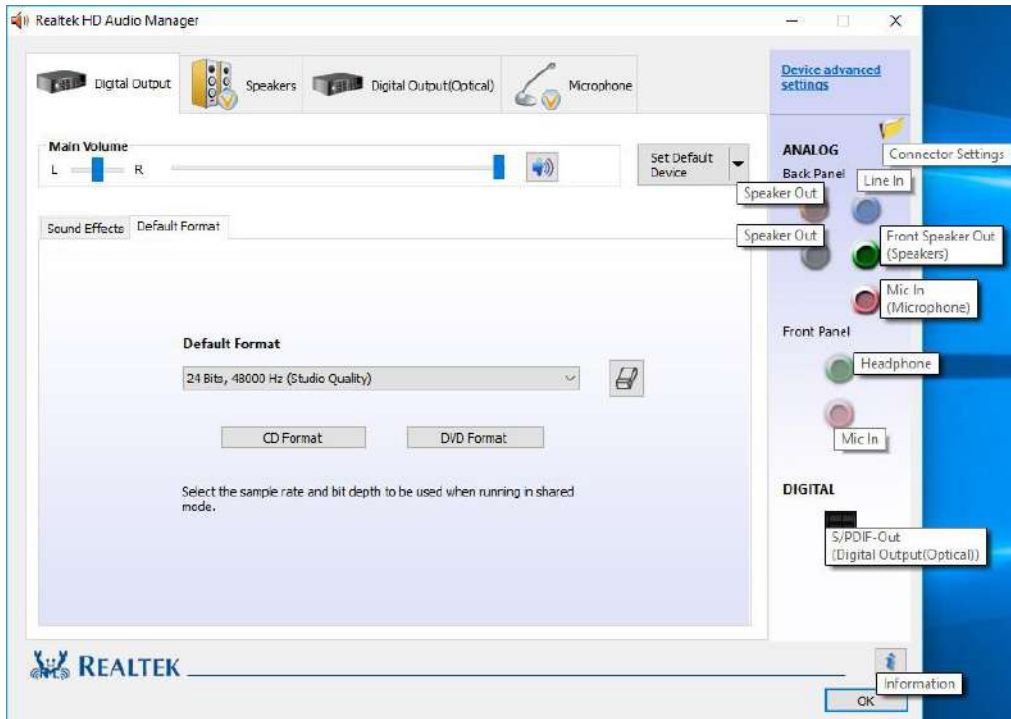 Realtek HD Audio Manager
Digital Output
Speakers
Digital Output(Optical)
Microphone
Device advanced
settings
Main Volume
L
R
Set Default
Device
ANALOG
Connector Settings
Back Panel
Line In
Speaker Out
Sound Effects
Default Format
Speaker Out
Front Speaker Out
(Speakers)
Mic In
(Microphone)
Front Panel
Default Format
Headphone
24 Bits, 48000 Hz (Studio Quality)
CD Format
DVD Format
Mic In
Select the sample rate and bit depth to be used when running in shared
mode.
DIGITAL
S/PDIF-Out
(Digital Output(Optical))
REALTEK
Information
OK